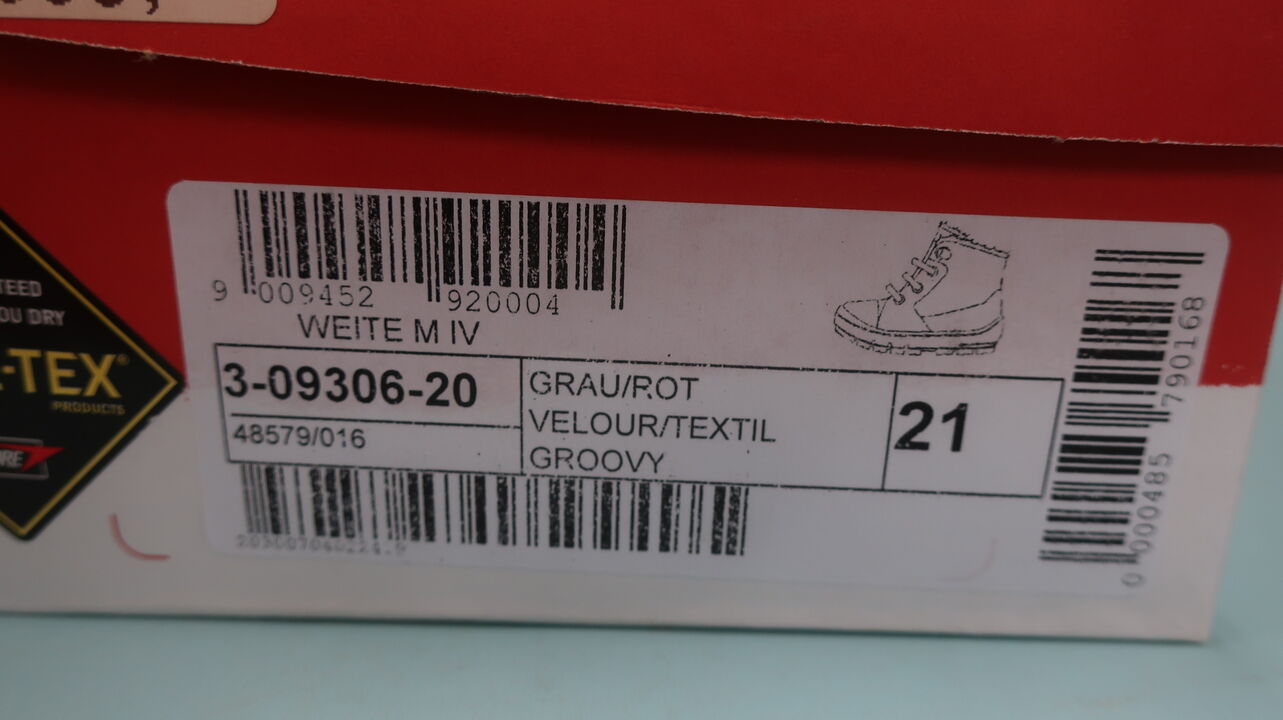 TEED
OU DRY
-TEX®
PRODUCTS
9 009452 920004
WEITE M IV
3-09306-20
48579/016
GRAU/ROT
VELOUR/TEXTIL
GROOVY
21
0 000485 790168